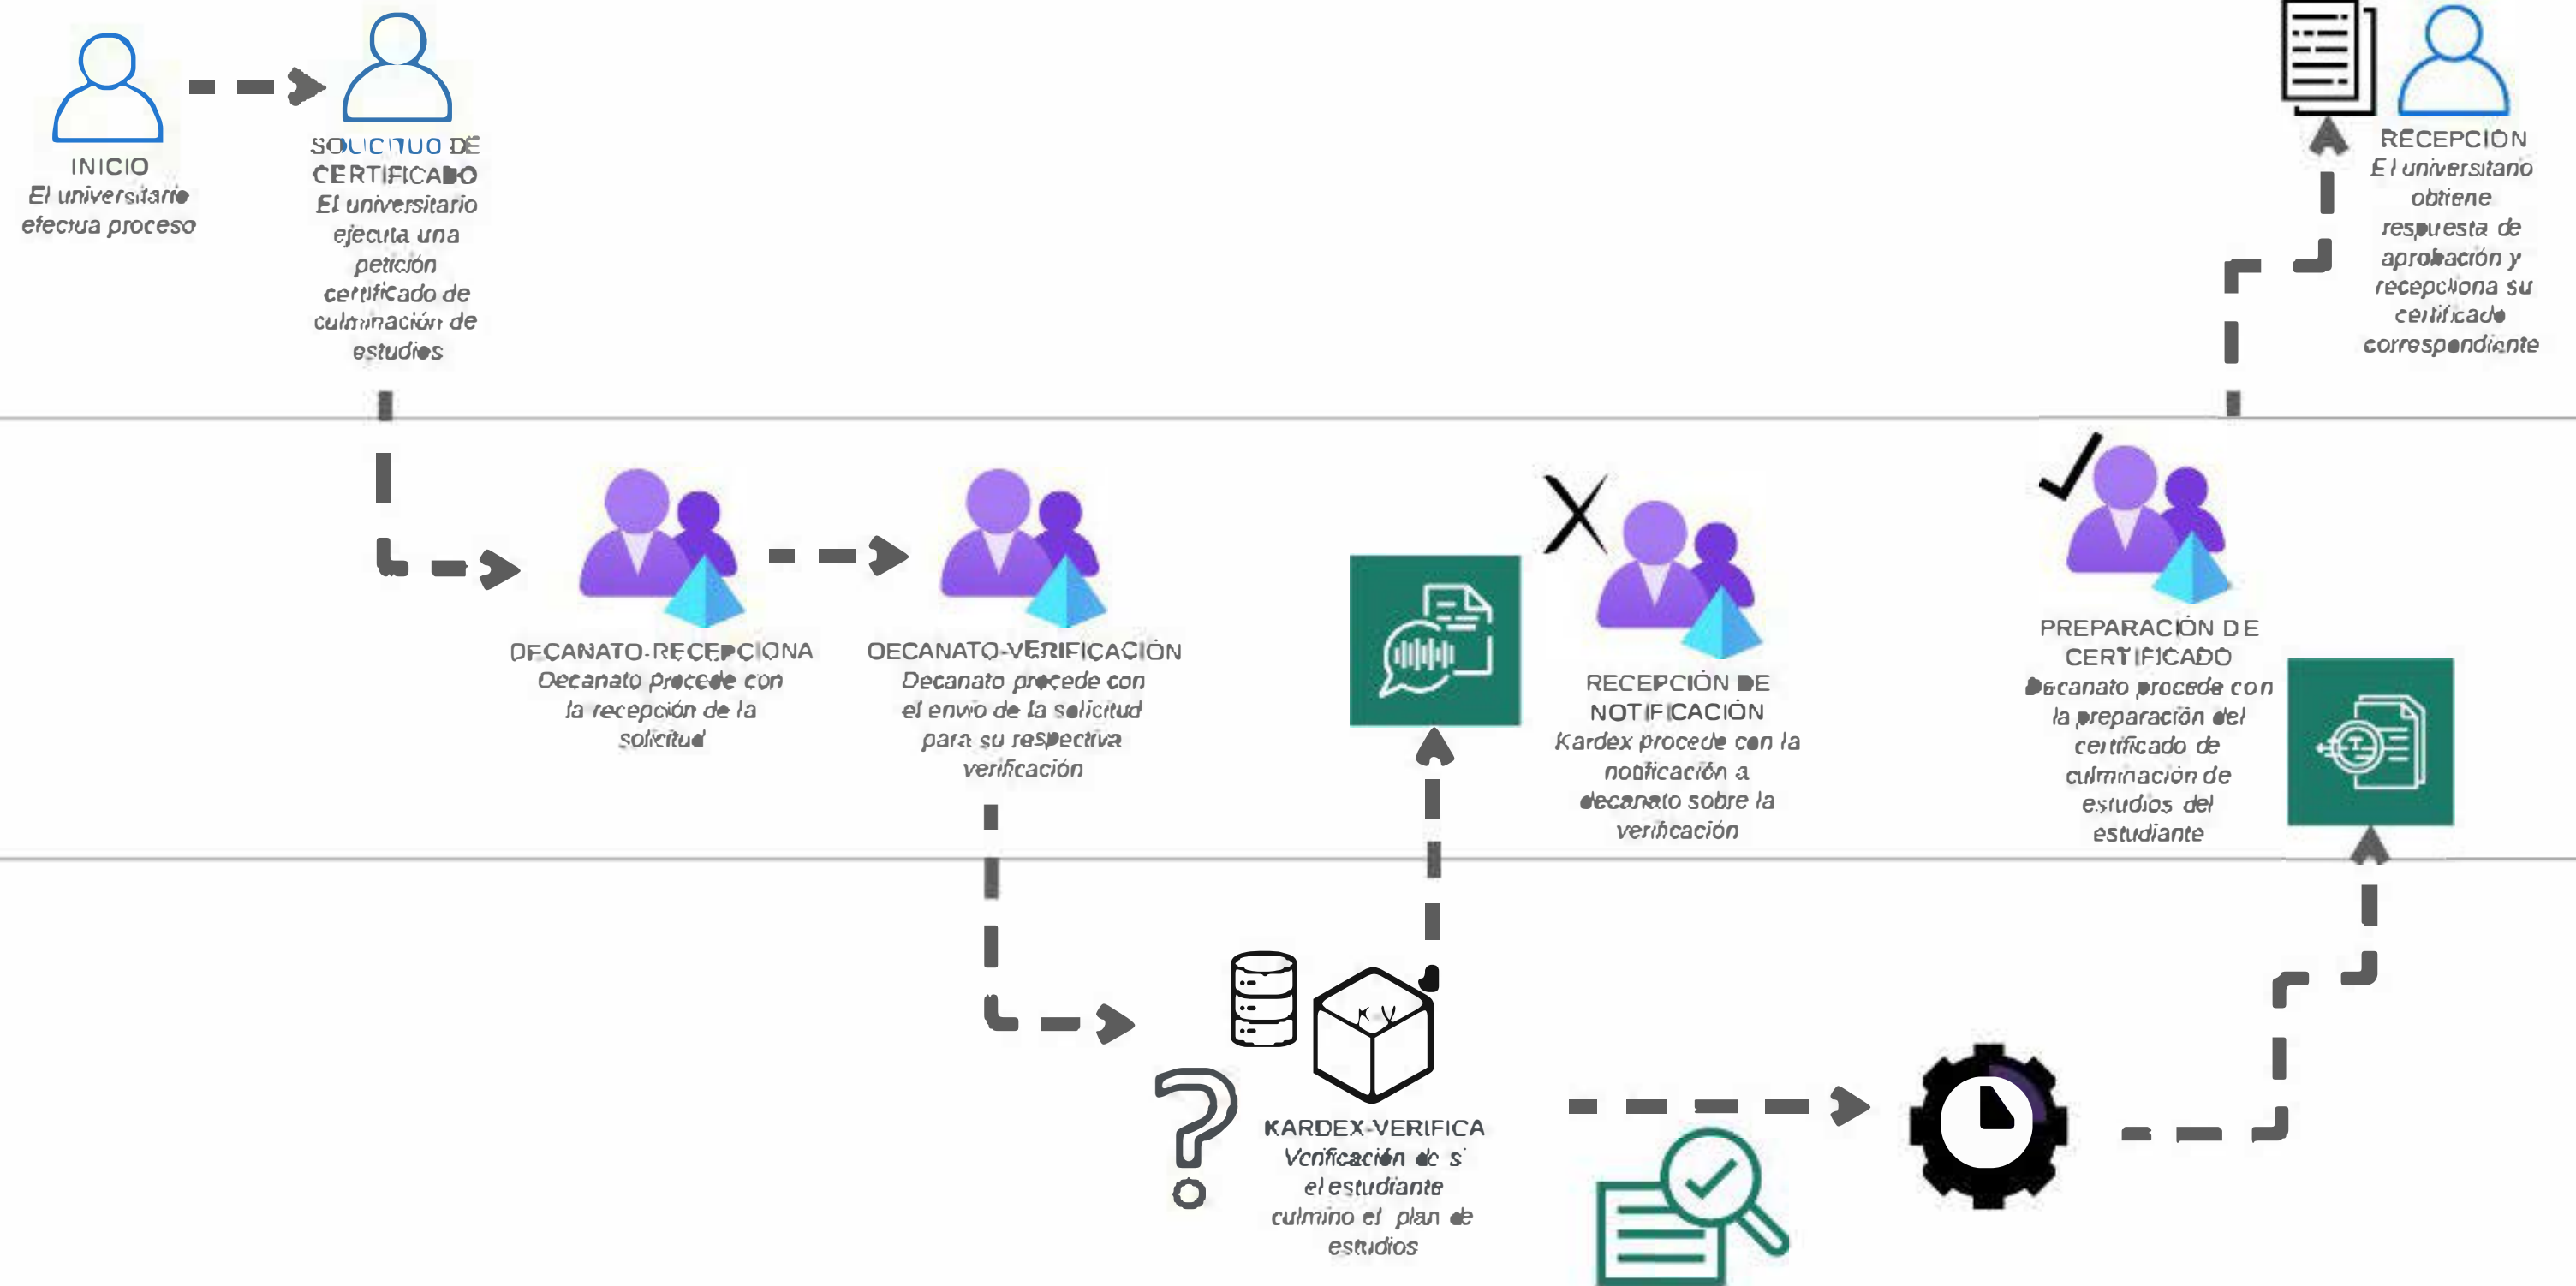 INICIO
El universitario
efectua proceso
SOLICITUD DE
CERTIFICADO
El universitario
ejecuta una
petición
certificado de
culminación de
estudios
RECEPCIÓN
El universitario
obtiene
respuesta de
aprobación y
recepciona su
certificado
correspondiente
DECANATO-RECEPCIONA
Decanato procede con
la recepción de la
solicitud
DECANATO-VERIFICACIÓN
Decanato procede con
el envio de la solicitud
para su respectiva
verificación
X
RECEPCIÓN DE
NOTIFICACIÓN
Kardex procede con la
notificación a
decanato sobre la
verificación
PREPARACIÓN DE
CERTIFICADO
Decanato procede con
la preparación del
certificado de
culminación de
estudios del
estudiante
?
KARDEX-VERIFICA
Verificación de si
el estudiante
culmino el plan de
estudios